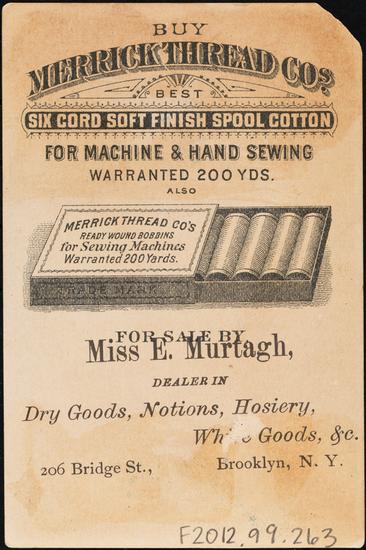 BUY
MERRICK THREAD CO'S
BEST
SIX CORD SOFT FINISH SPOOL COTTON
FOR MACHINE & HAND SEWING
WARRANTED 200 YDS.
ALSO
MERRICK THREAD CO'S
READY WOUND BOBBINS
for Sewing Machines
Warranted 200 Yards.
TRADE MARK
FOR SALE BY
Miss E. Murtagh,
DEALER IN
Dry Goods, Notions, Hosiery,
Goods, &c.
206 Bridge St., Brooklyn, N. Y.
F2012.99.263